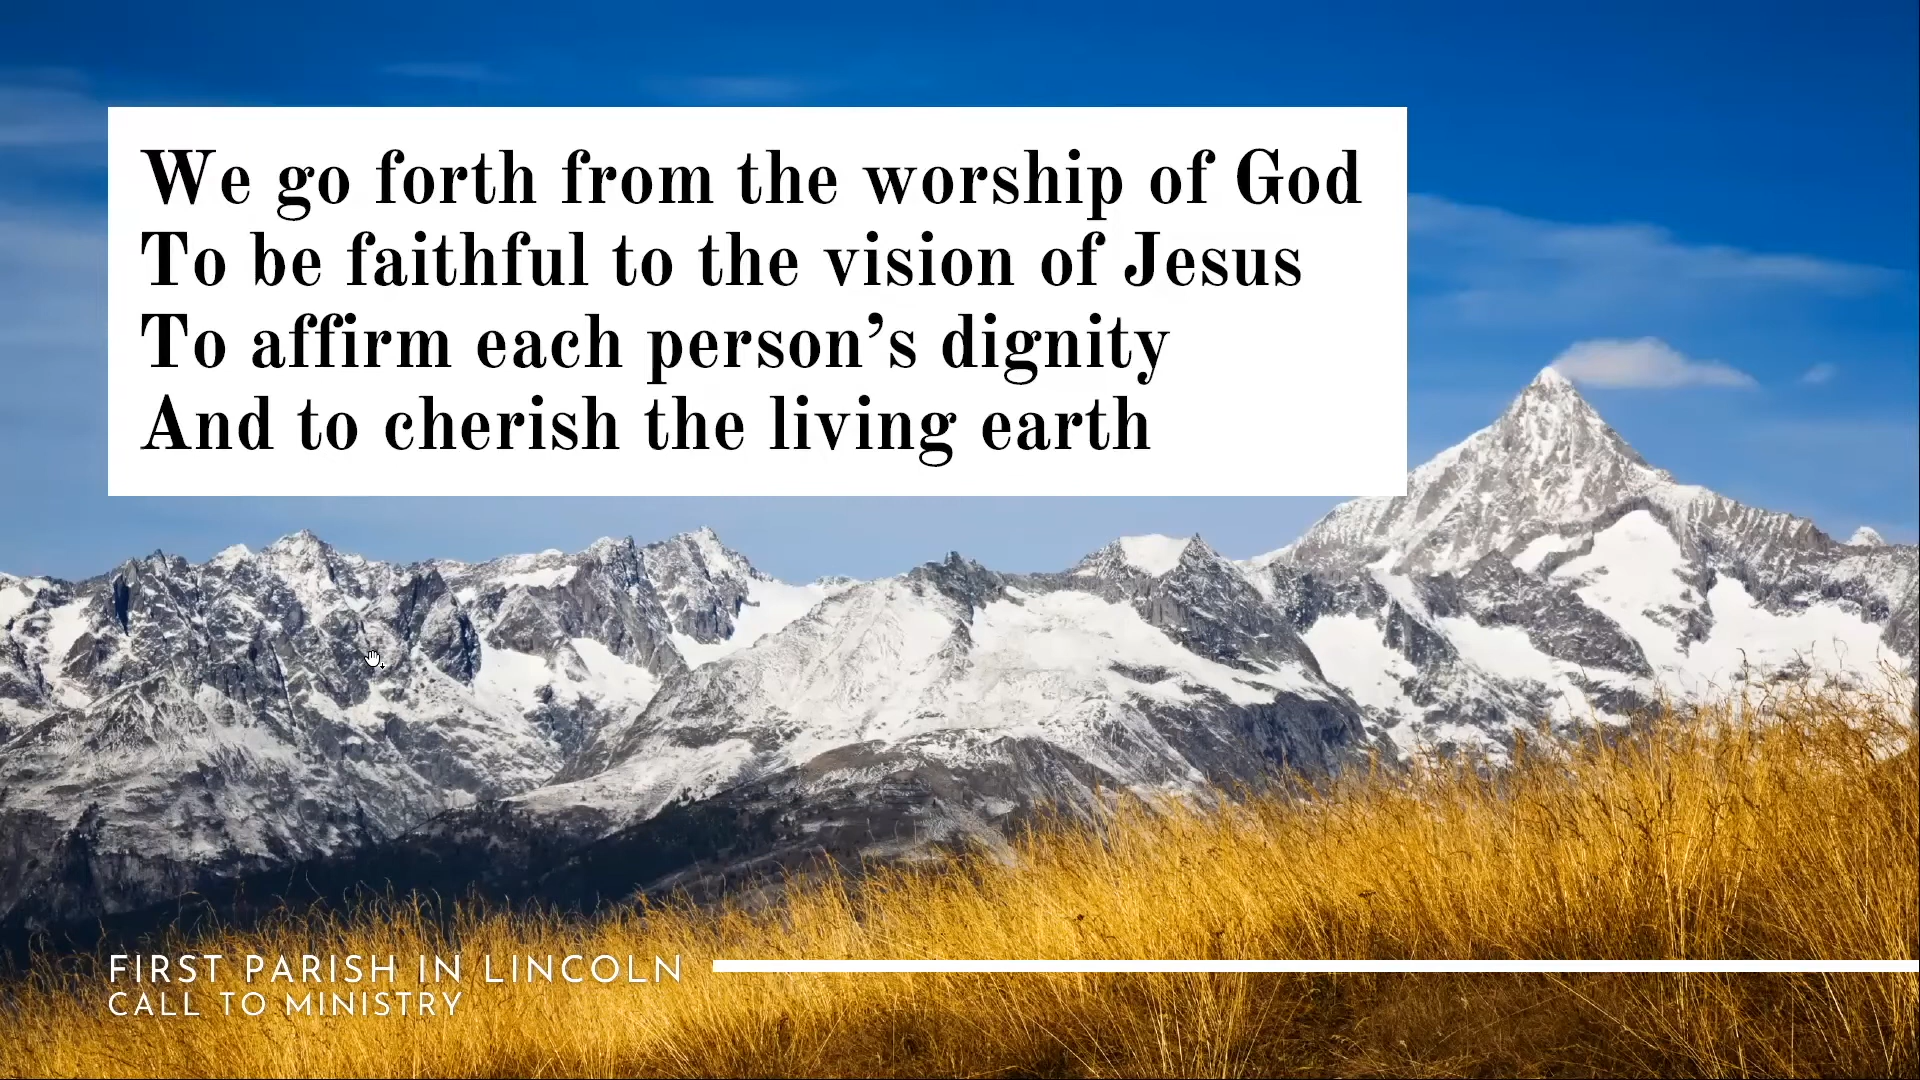 We go forth from the worship of God
To be faithful to the vision of Jesus
To affirm each person’s dignity
And to cherish the living earth
FIRST PARISH IN LINCOLN
CALL TO MINISTRY